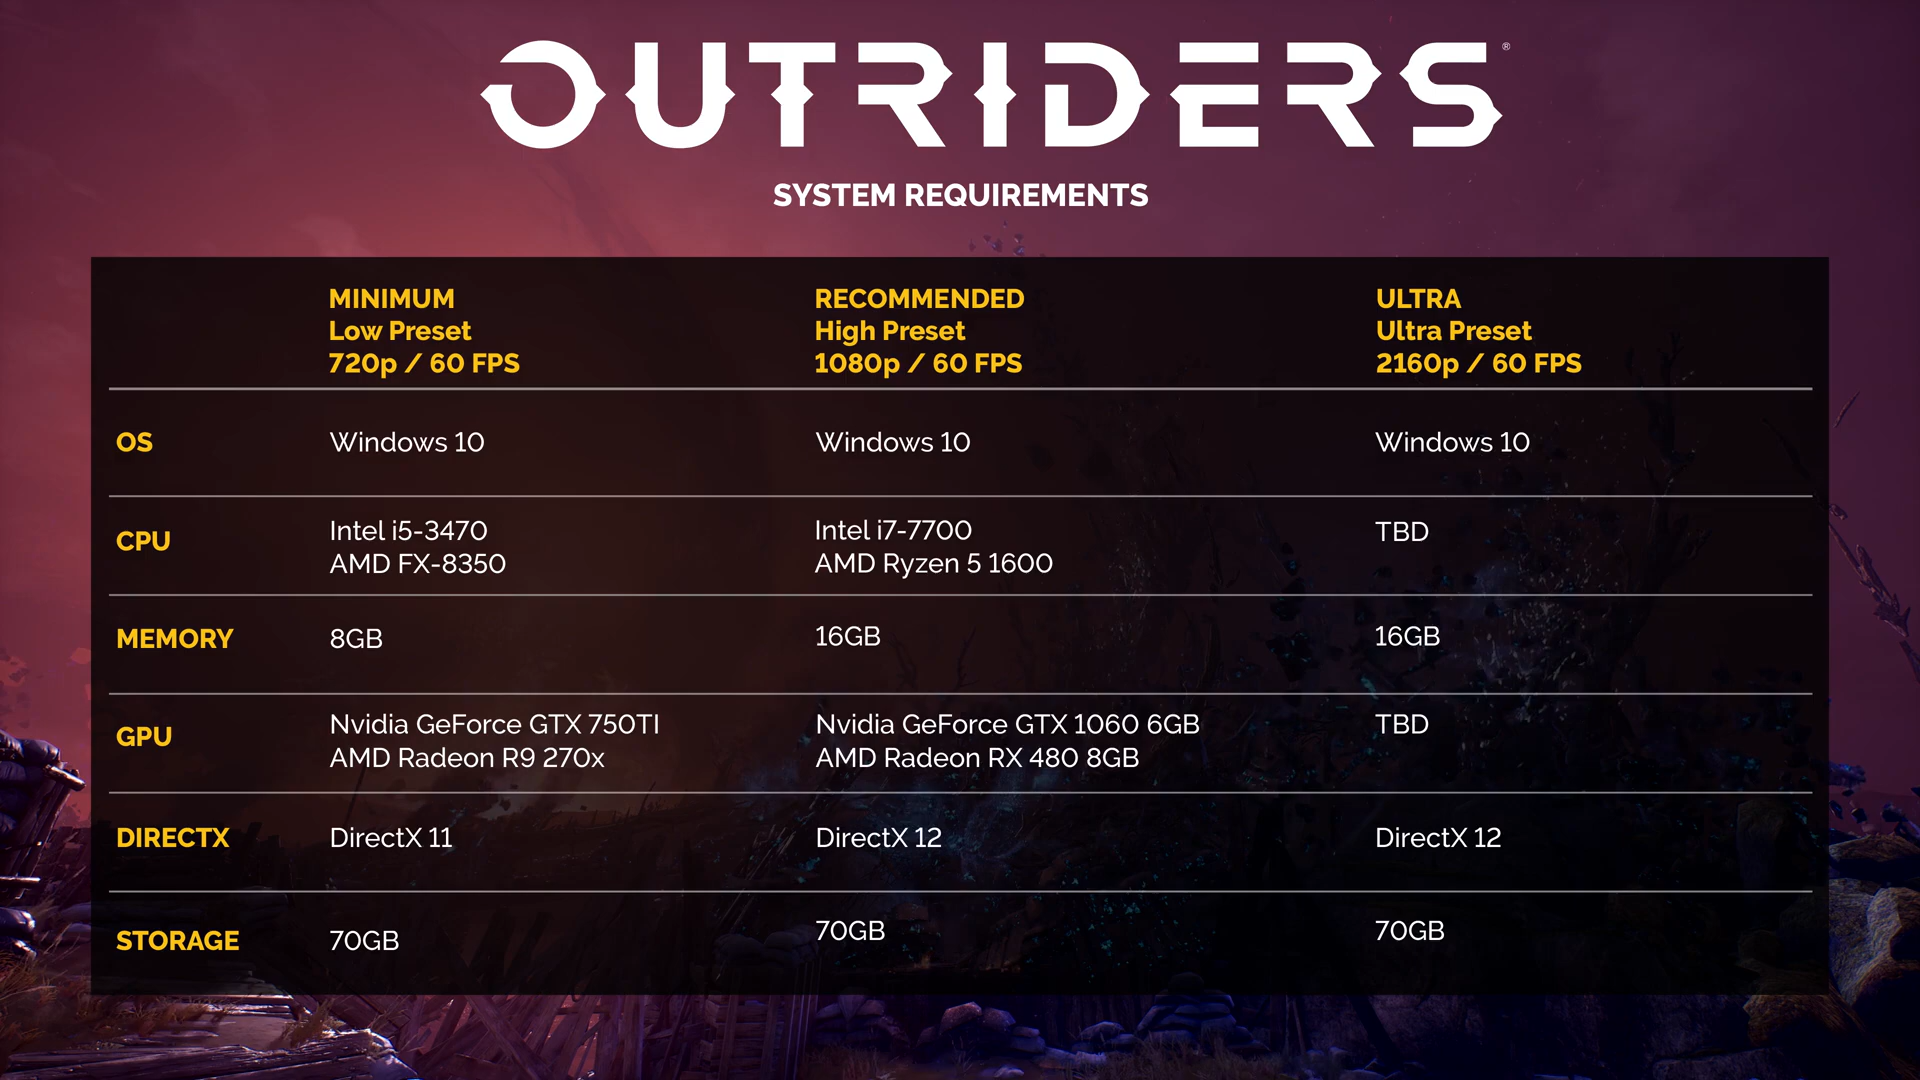 OUTRIDERS®
SYSTEM REQUIREMENTS
MINIMUM
Low Preset
720p / 60 FPS
RECOMMENDED
High Preset
1080p / 60 FPS
ULTRA
Ultra Preset
2160p / 60 FPS
OS
Windows 10
Windows 10
Windows 10
CPU
Intel i5-3470
AMD FX-8350
Intel i7-7700
AMD Ryzen 5 1600
TBD
MEMORY
8GB
16GB
16GB
GPU
Nvidia GeForce GTX 750TI
AMD Radeon R9 270x
Nvidia GeForce GTX 1060 6GB
AMD Radeon RX 480 8GB
TBD
DIRECTX
DirectX 11
DirectX 12
DirectX 12
STORAGE
70GB
70GB
70GB